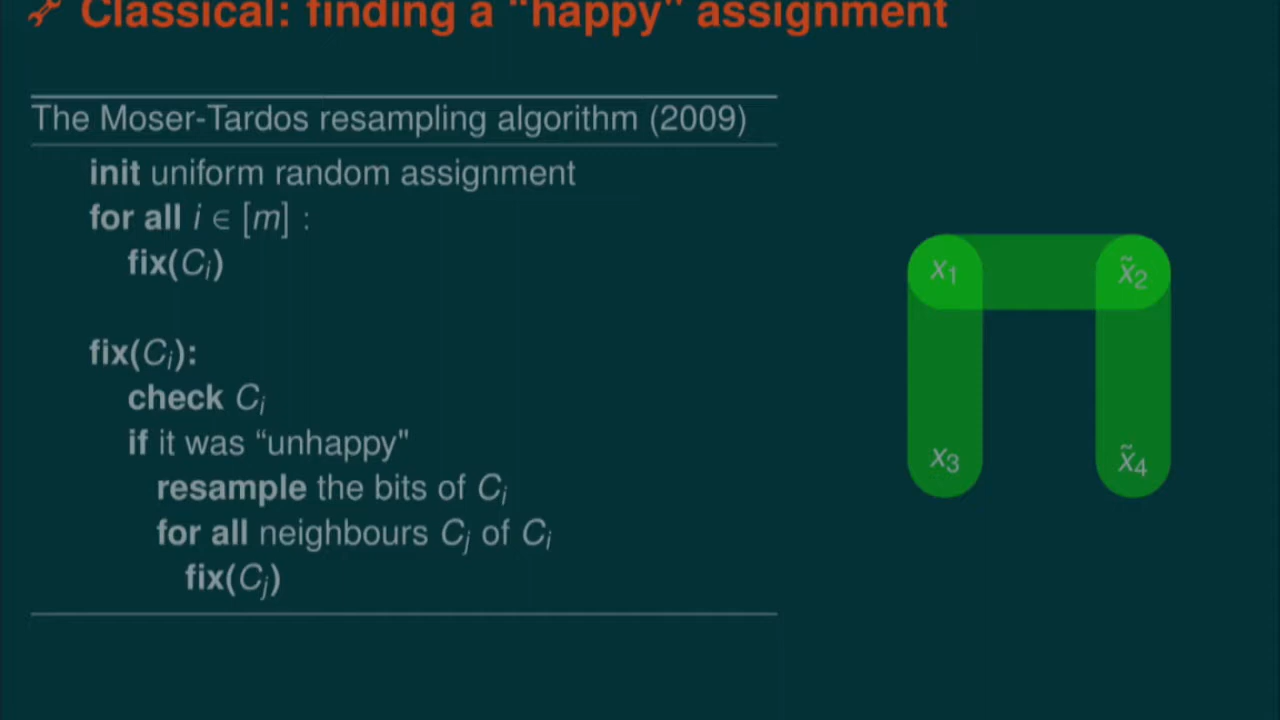 Classical: finding a "happy" assignment
The Moser-Tardos resampling algorithm (2009)
init uniform random assignment
for all i ∈ [m] :
fix(Cᵢ)
fix(Cᵢ):
check Cᵢ
if it was “unhappy"
resample the bits of Cᵢ
for all neighbours Cⱼ of Cᵢ
fix(Cⱼ)
x₁ x̃₂
x₃ x̃₄